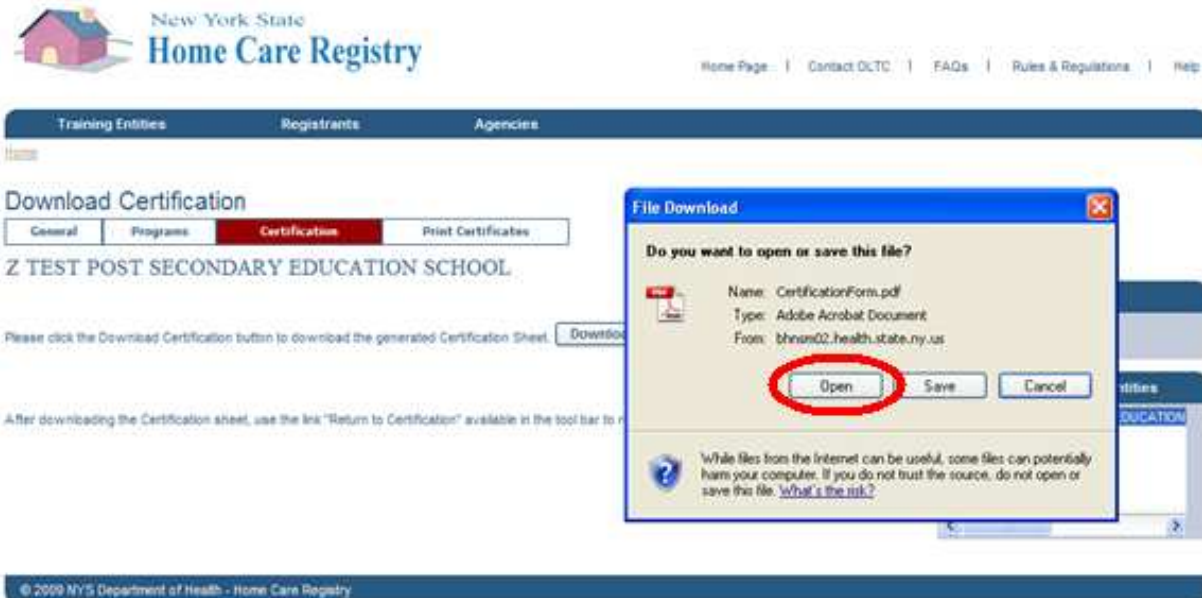 New York State
Home Care Registry
Home Page | Contact OLTC | FAQs | Rules & Regulations | Help
Training Entities Registrants Agencies
Home
Download Certification
General Programs Certification Print Certificates
Z TEST POST SECONDARY EDUCATION SCHOOL
Please click the Download Certification button to download the generated Certification Sheet. Downloa
After downloading the Certification sheet, use the link "Return to Certification" available in the tool bar to r
File Download
Do you want to open or save this file?
Name: CertificationForm.pdf
Type: Adobe Acrobat Document
From: bhnsm02.health.state.ny.us
Open Save Cancel
While files from the Internet can be useful, some files can potentially
harm your computer. If you do not trust the source, do not open or
save this file. What's the risk?
ntities
EDUCATION
© 2009 NYS Department of Health - Home Care Registry